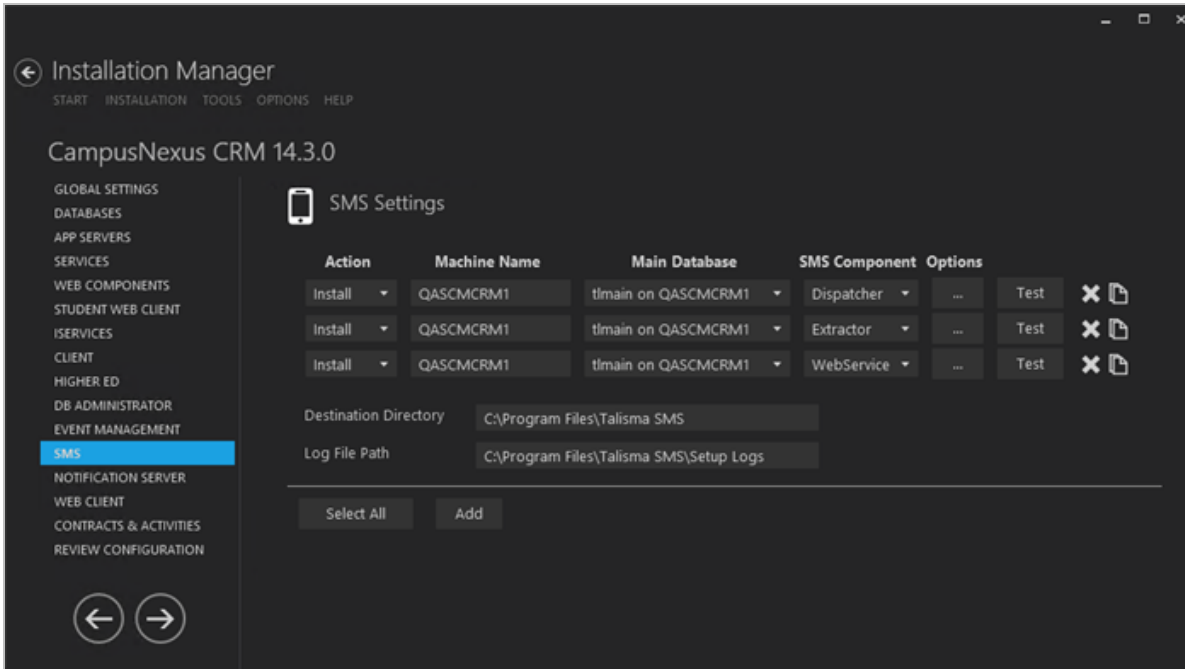 Installation Manager
START INSTALLATION TOOLS OPTIONS HELP
CampusNexus CRM 14.3.0
GLOBAL SETTINGS
DATABASES
APP SERVERS
SERVICES
WEB COMPONENTS
STUDENT WEB CLIENT
ISERVICES
CLIENT
HIGHER ED
DB ADMINISTRATOR
EVENT MANAGEMENT
SMS
NOTIFICATION SERVER
WEB CLIENT
CONTRACTS & ACTIVITIES
REVIEW CONFIGURATION
SMS Settings
Action Machine Name Main Database SMS Component Options
Install QASCMCRM1 tlmain on QASCMCRM1 Dispatcher ... Test
Install QASCMCRM1 tlmain on QASCMCRM1 Extractor ... Test
Install QASCMCRM1 tlmain on QASCMCRM1 WebService ... Test
Destination Directory C:\Program Files\Talisma SMS
Log File Path C:\Program Files\Talisma SMS\Setup Logs
Select All Add